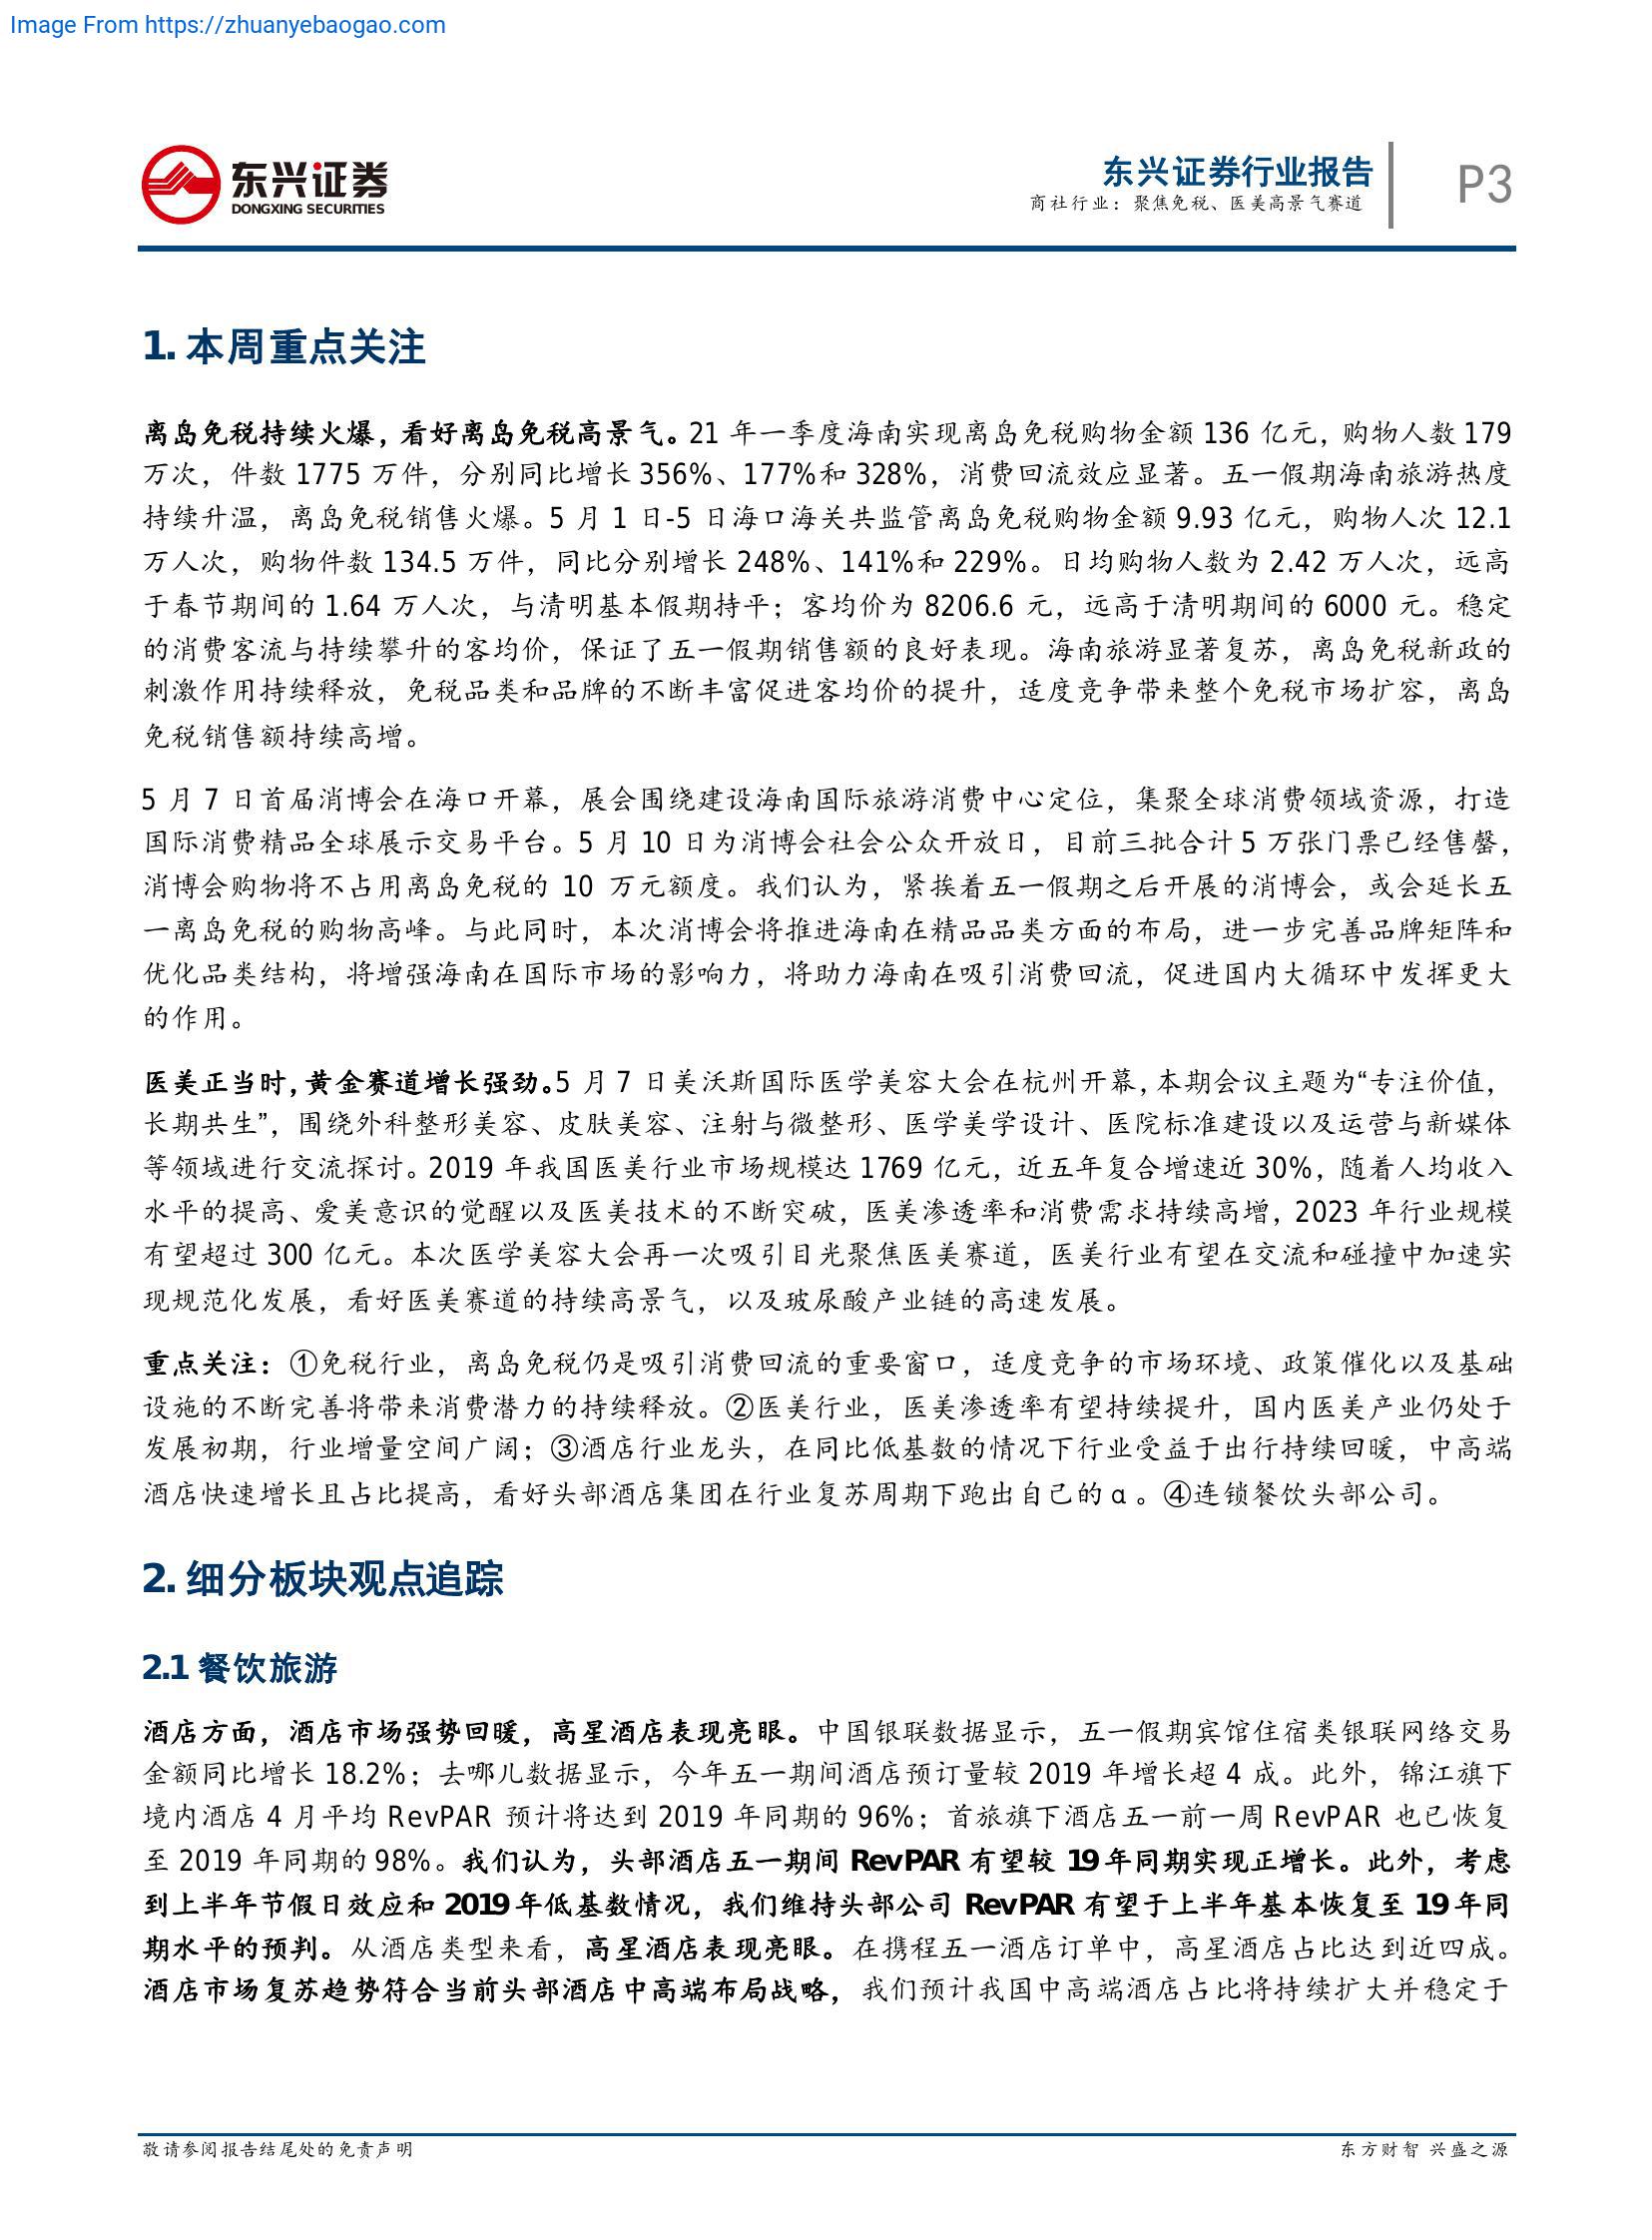 Image From https://zhuanyebaogao.com
东兴证券
DONGXING SECURITIES
东兴证券行业报告
商社行业：聚焦免税、医美高景气赛道
P3
1. 本周重点关注
离岛免税持续火爆，看好离岛免税高景气。21 年一季度海南实现离岛免税购物金额 136 亿元，购物人数 179
万次，件数 1775 万件，分别同比增长 356%、177%和 328%，消费回流效应显著。五一假期海南旅游热度
持续升温，离岛免税销售火爆。5 月 1 日-5 日海口海关共监管离岛免税购物金额 9.93 亿元，购物人次 12.1
万人次，购物件数 134.5 万件，同比分别增长 248%、141%和 229%。日均购物人数为 2.42 万人次，远高
于春节期间的 1.64 万人次，与清明基本假期持平；客均价为 8206.6 元，远高于清明期间的 6000 元。稳定
的消费客流与持续攀升的客均价，保证了五一假期销售额的良好表现。海南旅游显著复苏，离岛免税新政的
刺激作用持续释放，免税品类和品牌的不断丰富促进客均价的提升，适度竞争带来整个免税市场扩容，离岛
免税销售额持续高增。
5 月 7 日首届消博会在海口开幕，展会围绕建设海南国际旅游消费中心定位，集聚全球消费领域资源，打造
国际消费精品全球展示交易平台。5 月 10 日为消博会社会公众开放日，目前三批合计 5 万张门票已经售罄，
消博会购物将不占用离岛免税的 10 万元额度。我们认为，紧挨着五一假期之后开展的消博会，或会延长五
一离岛免税的购物高峰。与此同时，本次消博会将推进海南在精品品类方面的布局，进一步完善品牌矩阵和
优化品类结构，将增强海南在国际市场的影响力，将助力海南在吸引消费回流，促进国内大循环中发挥更大
的作用。
医美正当时，黄金赛道增长强劲。5 月 7 日美沃斯国际医学美容大会在杭州开幕，本期会议主题为“专注价值，
长期共生”，围绕外科整形美容、皮肤美容、注射与微整形、医学美学设计、医院标准建设以及运营与新媒体
等领域进行交流探讨。2019 年我国医美行业市场规模达 1769 亿元，近五年复合增速近 30%，随着人均收入
水平的提高、爱美意识的觉醒以及医美技术的不断突破，医美渗透率和消费需求持续高增，2023 年行业规模
有望超过 300 亿元。本次医学美容大会再一次吸引目光聚焦医美赛道，医美行业有望在交流和碰撞中加速实
现规范化发展，看好医美赛道的持续高景气，以及玻尿酸产业链的高速发展。
重点关注：①免税行业，离岛免税仍是吸引消费回流的重要窗口，适度竞争的市场环境、政策催化以及基础
设施的不断完善将带来消费潜力的持续释放。②医美行业，医美渗透率有望持续提升，国内医美产业仍处于
发展初期，行业增量空间广阔；③酒店行业龙头，在同比低基数的情况下行业受益于出行持续回暖，中高端
酒店快速增长且占比提高，看好头部酒店集团在行业复苏周期下跑出自己的 α 。④连锁餐饮头部公司。
2. 细分板块观点追踪
2.1 餐饮旅游
酒店方面，酒店市场强势回暖，高星酒店表现亮眼。中国银联数据显示，五一假期宾馆住宿类银联网络交易
金额同比增长 18.2%；去哪儿数据显示，今年五一期间酒店预订量较 2019 年增长超 4 成。此外，锦江旗下
境内酒店 4 月平均 RevPAR 预计将达到 2019 年同期的 96%；首旅旗下酒店五一前一周 RevPAR 也已恢复
至 2019 年同期的 98%。我们认为，头部酒店五一期间 RevPAR 有望较 19 年同期实现正增长。此外，考虑
到上半年节假日效应和 2019 年低基数情况，我们维持头部公司 RevPAR 有望于上半年基本恢复至 19 年同
期水平的预判。从酒店类型来看，高星酒店表现亮眼。在携程五一酒店订单中，高星酒店占比达到近四成。
酒店市场复苏趋势符合当前头部酒店中高端布局战略，我们预计我国中高端酒店占比将持续扩大并稳定于
敬请参阅报告结尾处的免责声明
东方财智 兴盛之源